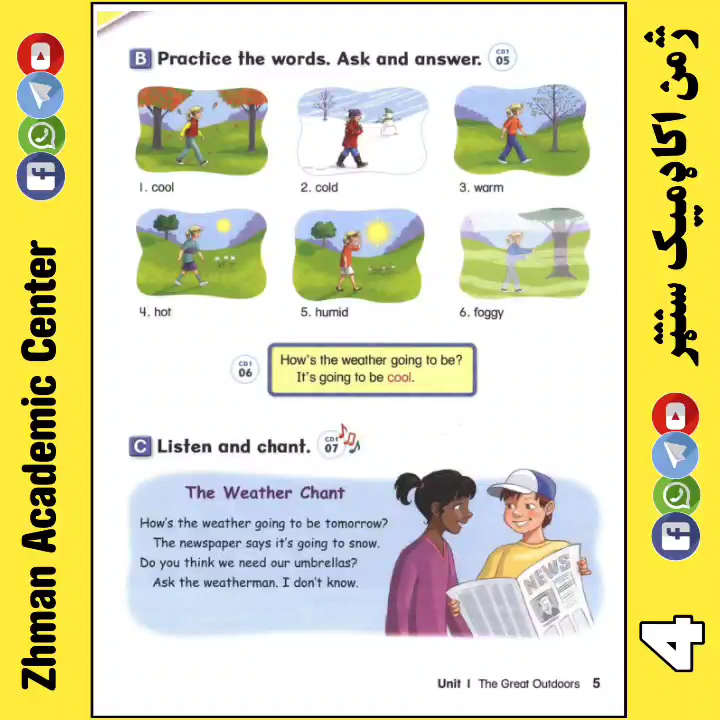 Zhman Academic Center
B Practice the words. Ask and answer. CD1 05
1. cool
2. cold
3. warm
4. hot
5. humid
6. foggy
CD1 06
How's the weather going to be?
It's going to be cool.
C Listen and chant. CD1 07
The Weather Chant
How's the weather going to be tomorrow?
The newspaper says it's going to snow.
Do you think we need our umbrellas?
Ask the weatherman. I don't know.
NEWS
Unit 1 The Great Outdoors 5
ژمن اکادمیک سنتر
4